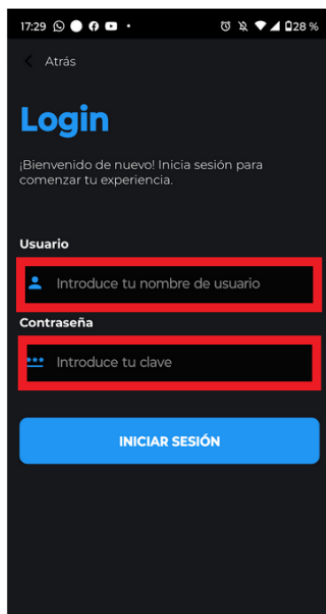 17:29 28 %
Atrás
Login
¡Bienvenido de nuevo! Inicia sesión para
comenzar tu experiencia.
Usuario
Introduce tu nombre de usuario
Contraseña
Introduce tu clave
INICIAR SESIÓN